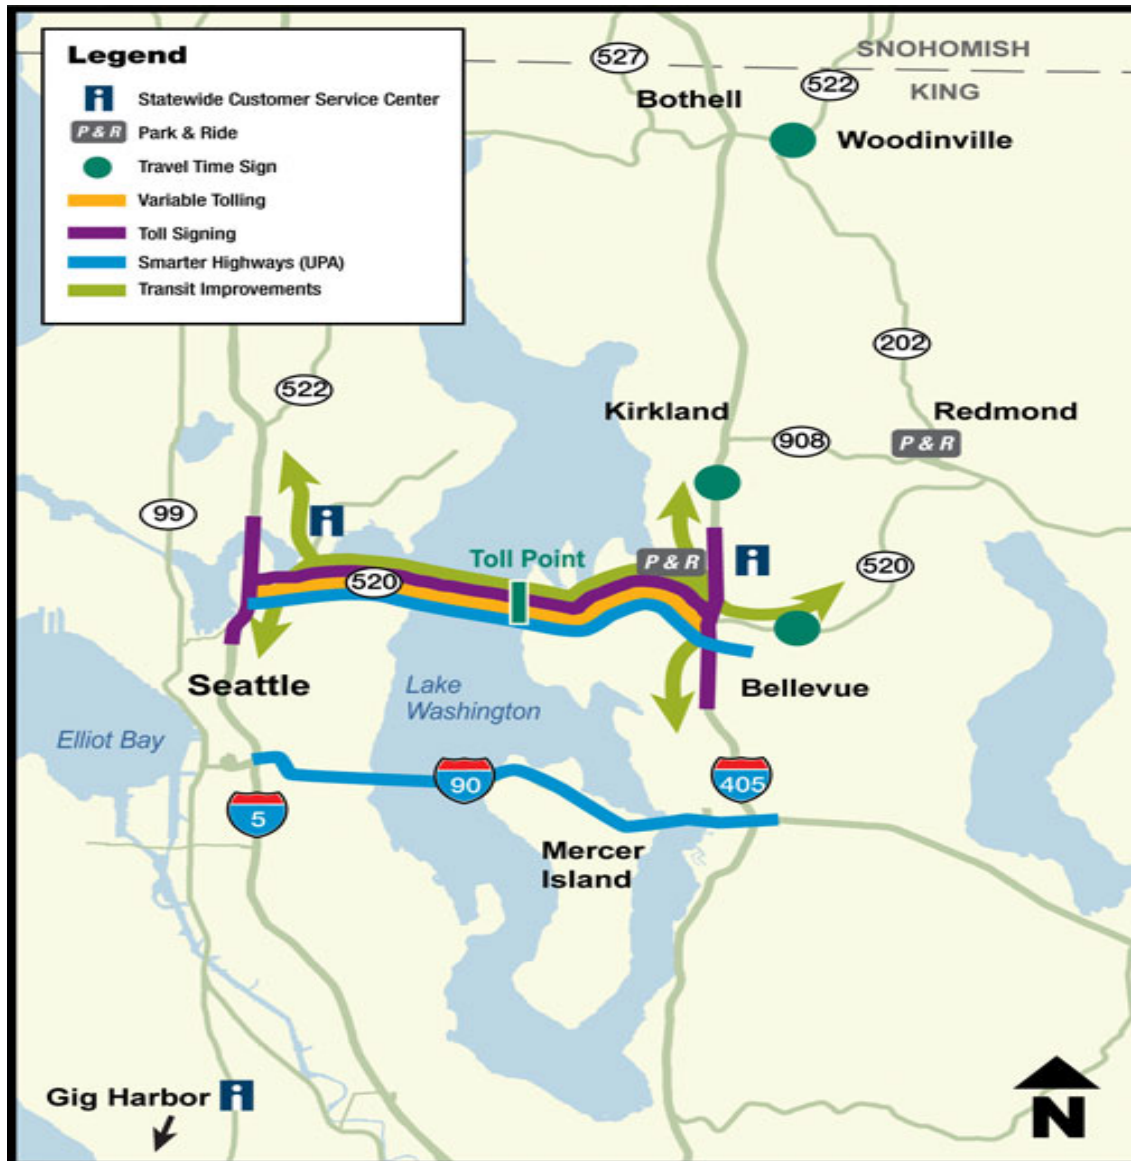 Legend
Statewide Customer Service Center
P & R Park & Ride
Travel Time Sign
Variable Tolling
Toll Signing
Smarter Highways (UPA)
Transit Improvements
527
SNOHOMISH
522
KING
Bothell
Woodinville
202
522
Kirkland
Redmond
908
P & R
99
Toll Point
P & R
520
520
Seattle
Lake
Washington
Bellevue
Elliot Bay
90
405
5
Mercer
Island
Gig Harbor
N